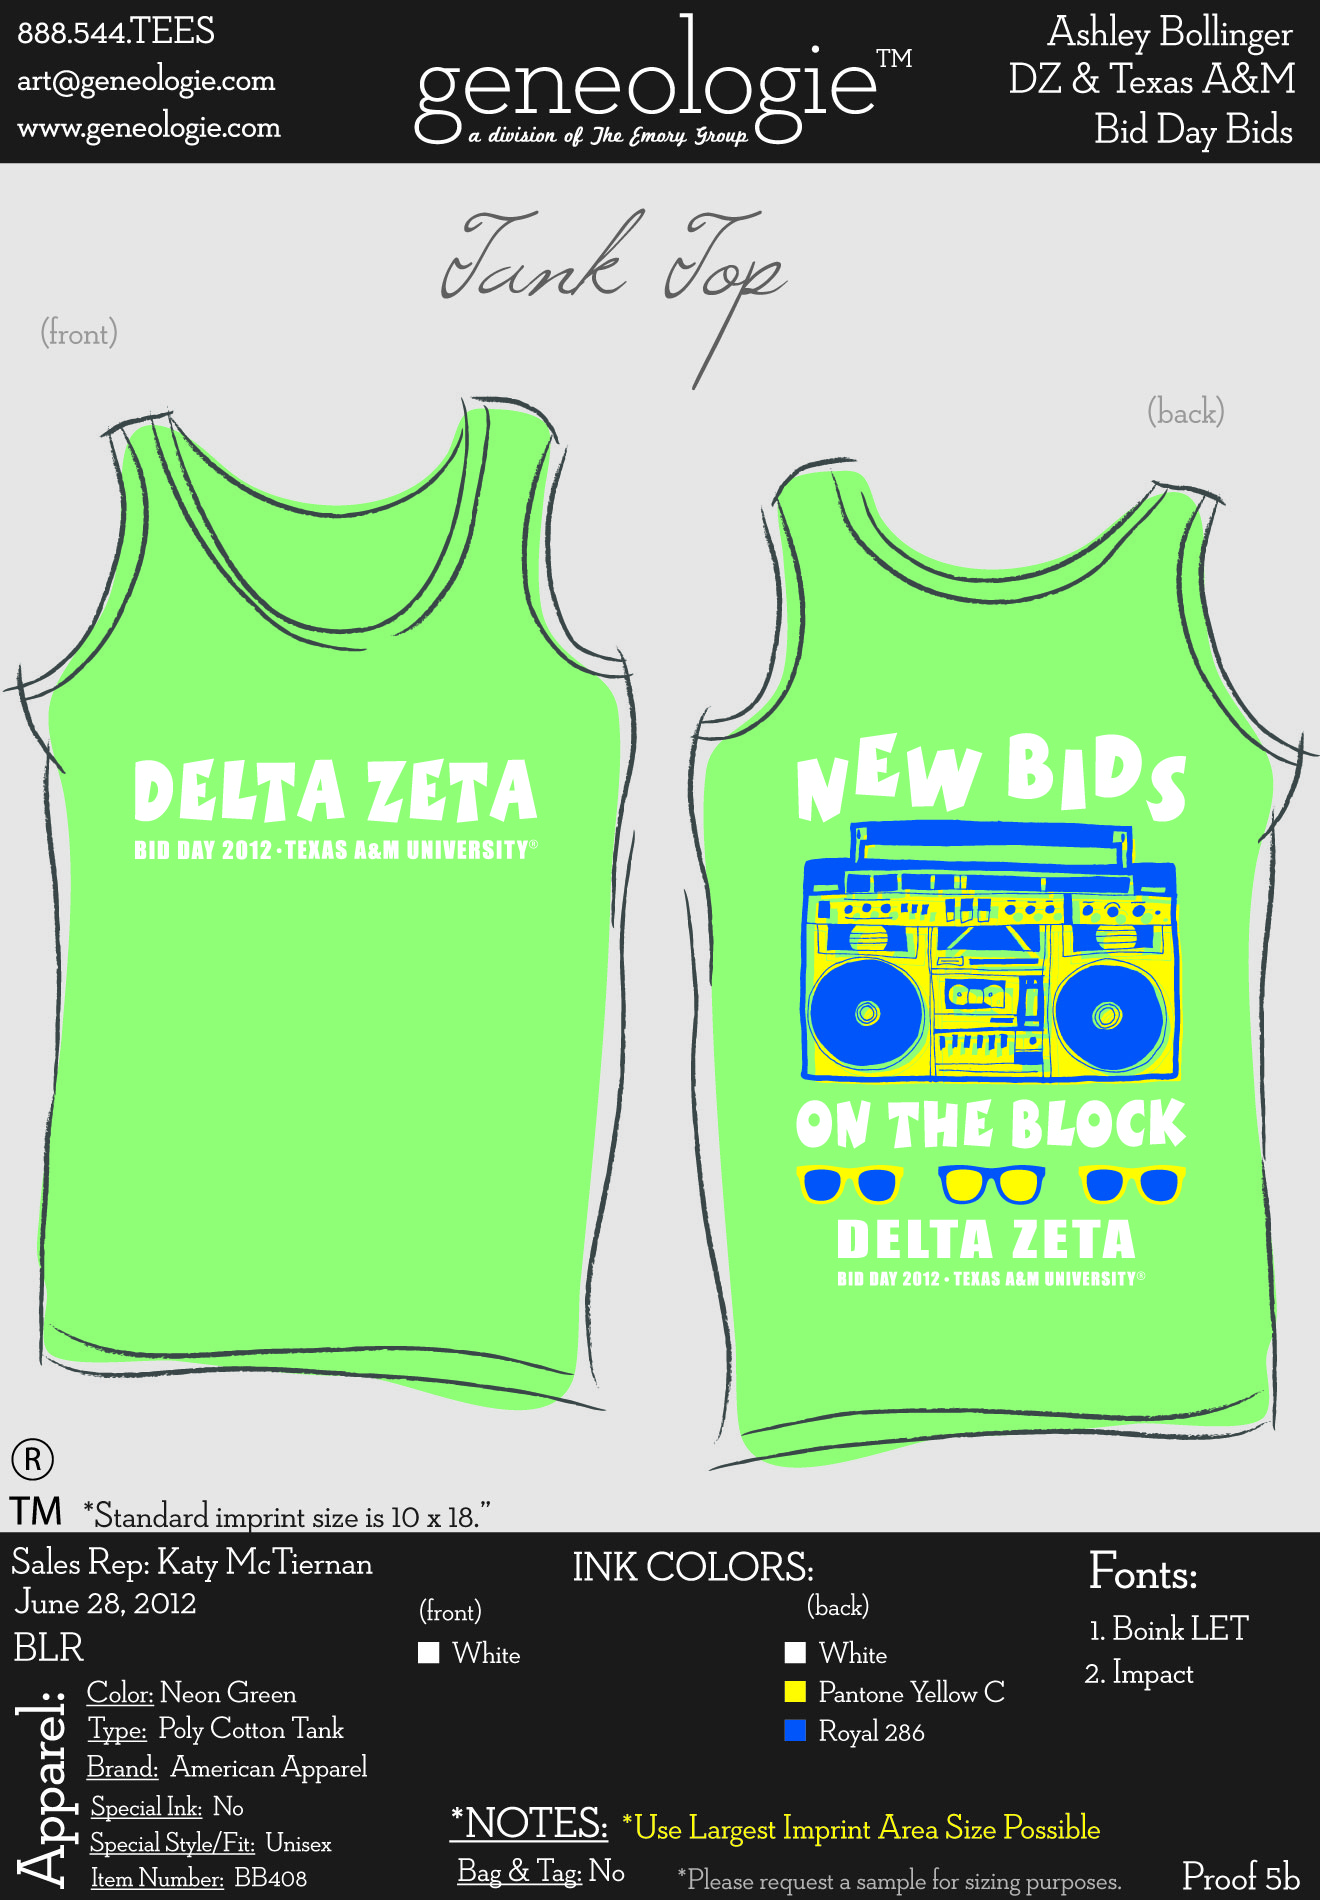 888.544.TEES
art@geneologie.com
www.geneologie.com
geneologie™
a division of The Emory Group
Ashley Bollinger
DZ & Texas A&M
Bid Day Bids
Tank Top
(front)
(back)
DELTA ZETA
BID DAY 2012 · TEXAS A&M UNIVERSITY®
NEW BIDS
ON THE BLOCK
DELTA ZETA
BID DAY 2012 · TEXAS A&M UNIVERSITY®
®
TM *Standard imprint size is 10 x 18.”
Sales Rep: Katy McTiernan
June 28, 2012
BLR
Apparel:
Color: Neon Green
Type: Poly Cotton Tank
Brand: American Apparel
Special Ink: No
Special Style/Fit: Unisex
Item Number: BB408
INK COLORS:
(front)
White
(back)
White
Pantone Yellow C
Royal 286
Fonts:
1. Boink LET
2. Impact
*NOTES: *Use Largest Imprint Area Size Possible
Bag & Tag: No
*Please request a sample for sizing purposes.
Proof 5b